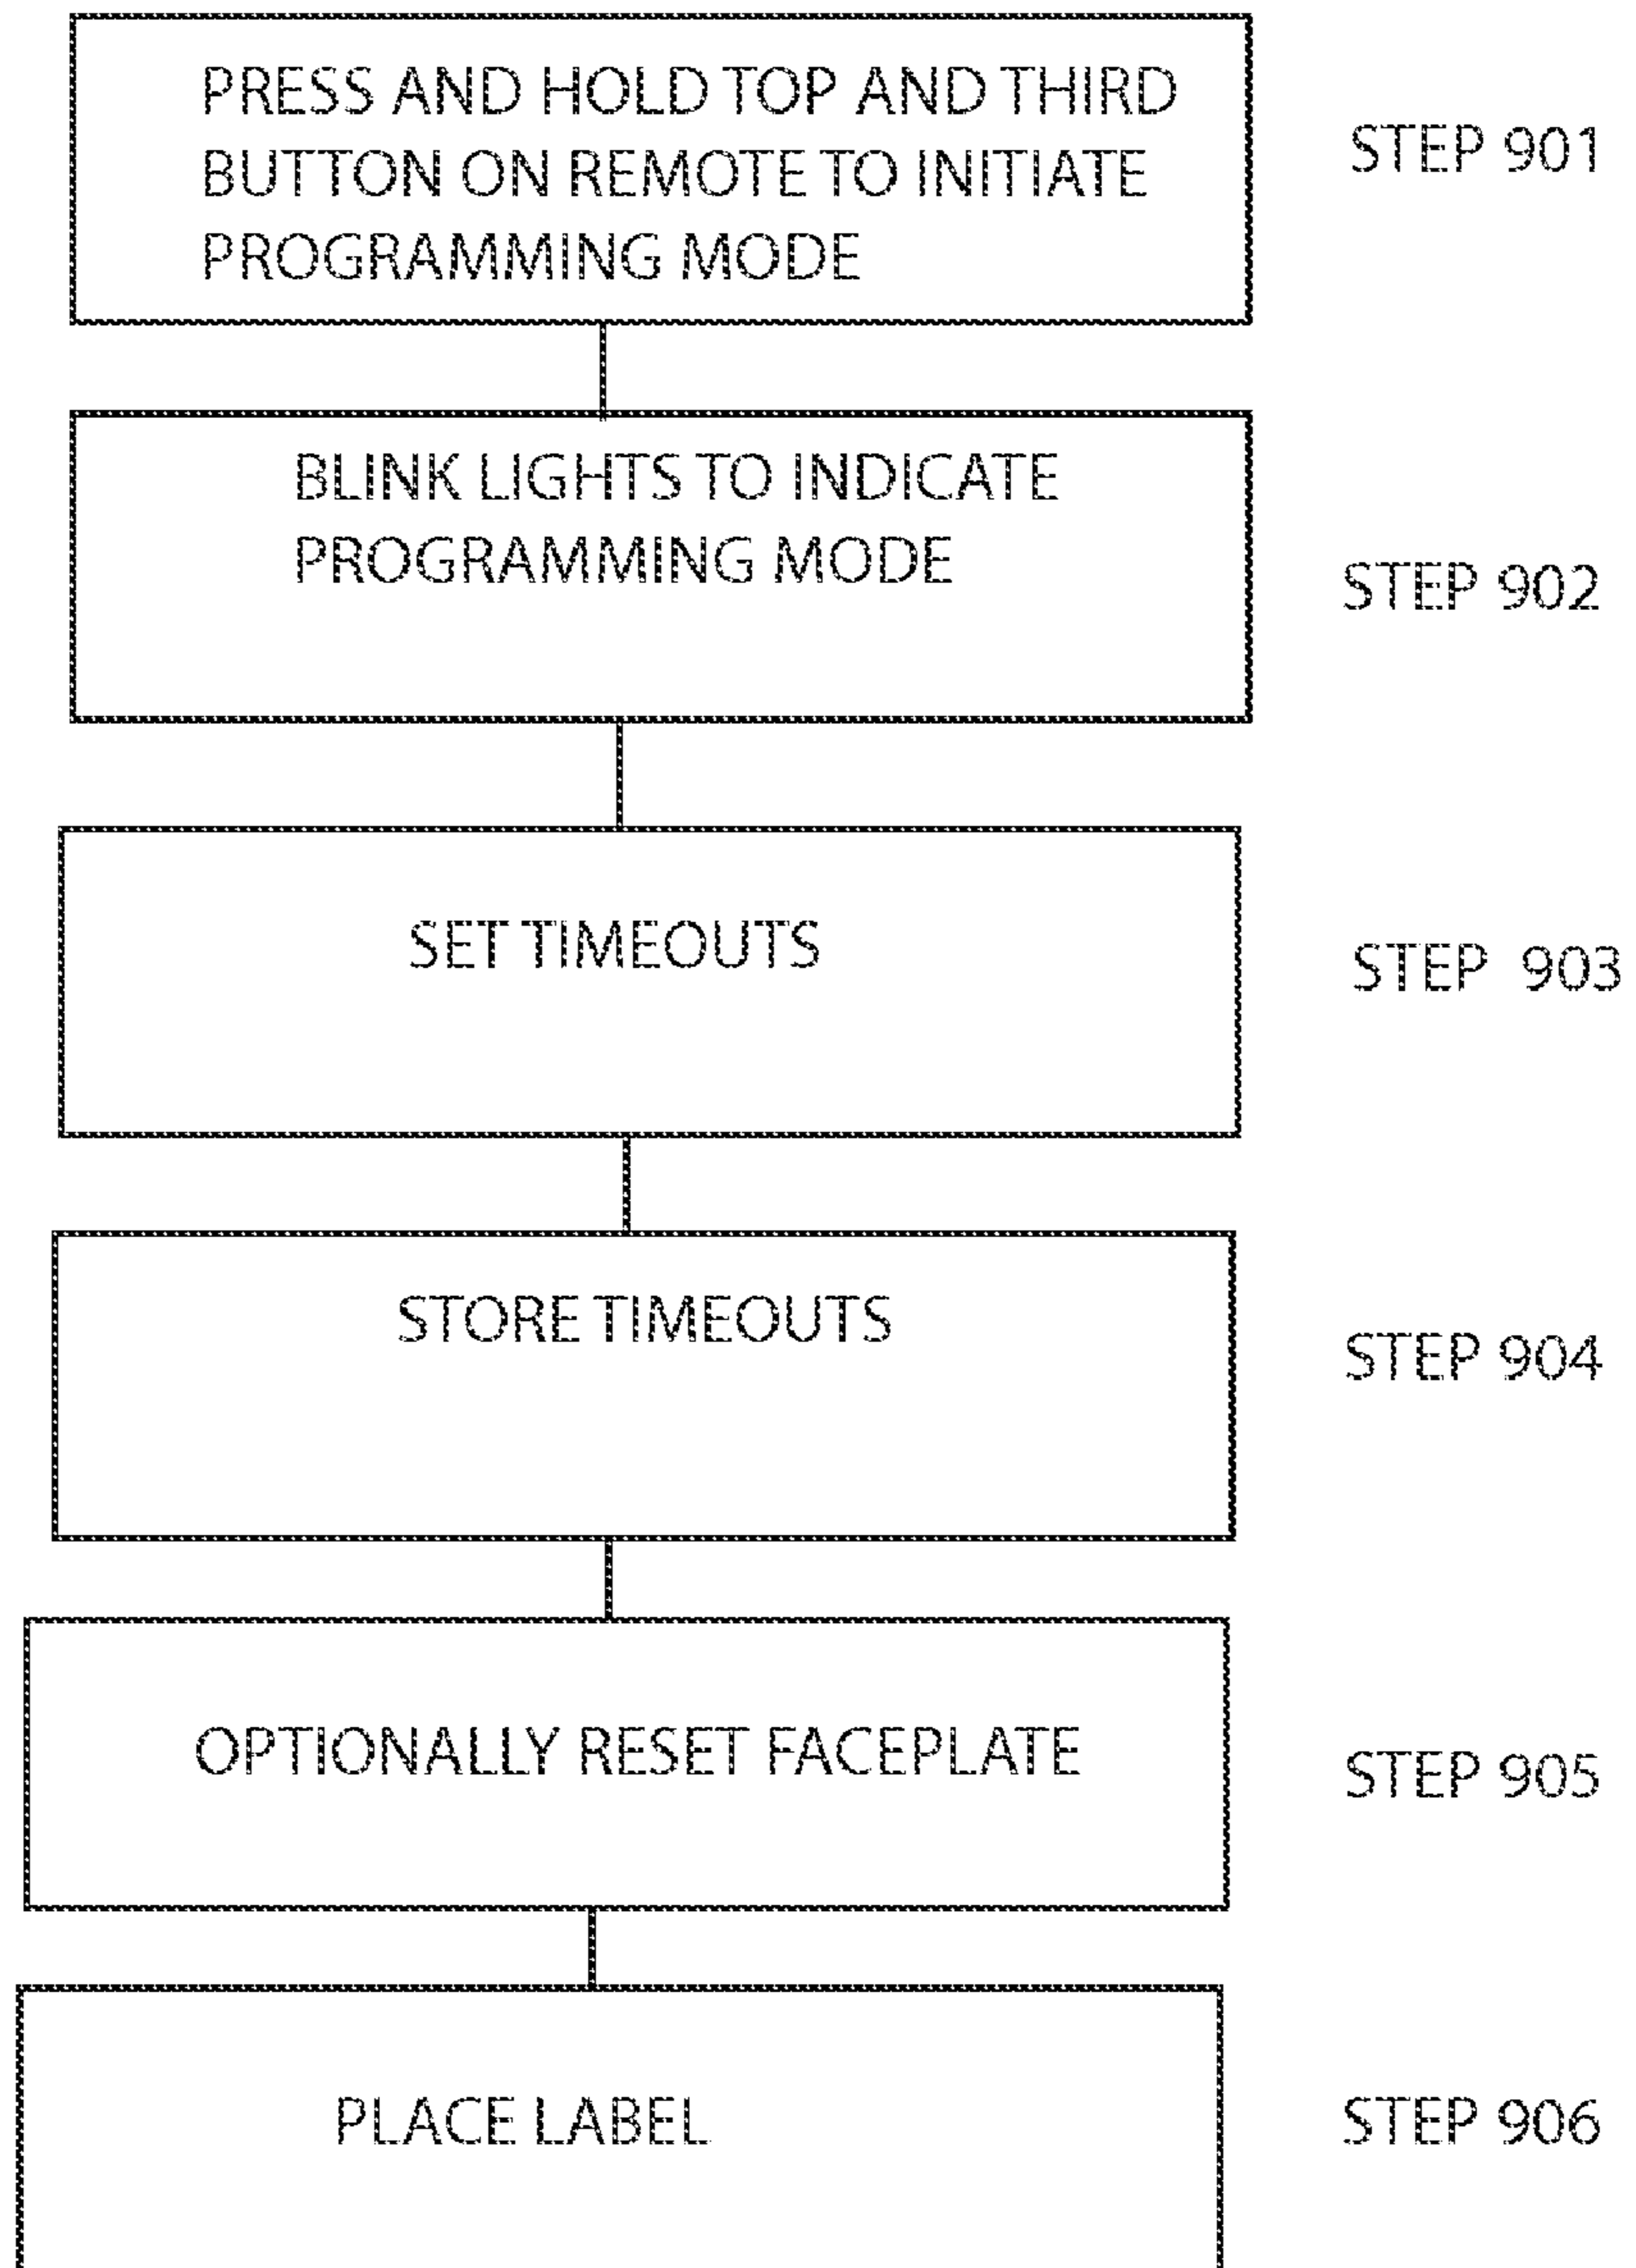 PRESS AND HOLD TOP AND THIRD
BUTTON ON REMOTE TO INITIATE
PROGRAMMING MODE
STEP 901
BLINK LIGHTS TO INDICATE
PROGRAMMING MODE
STEP 902
SET TIMEOUTS
STEP 903
STORE TIMEOUTS
STEP 904
OPTIONALLY RESET FACEPLATE
STEP 905
PLACE LABEL
STEP 906